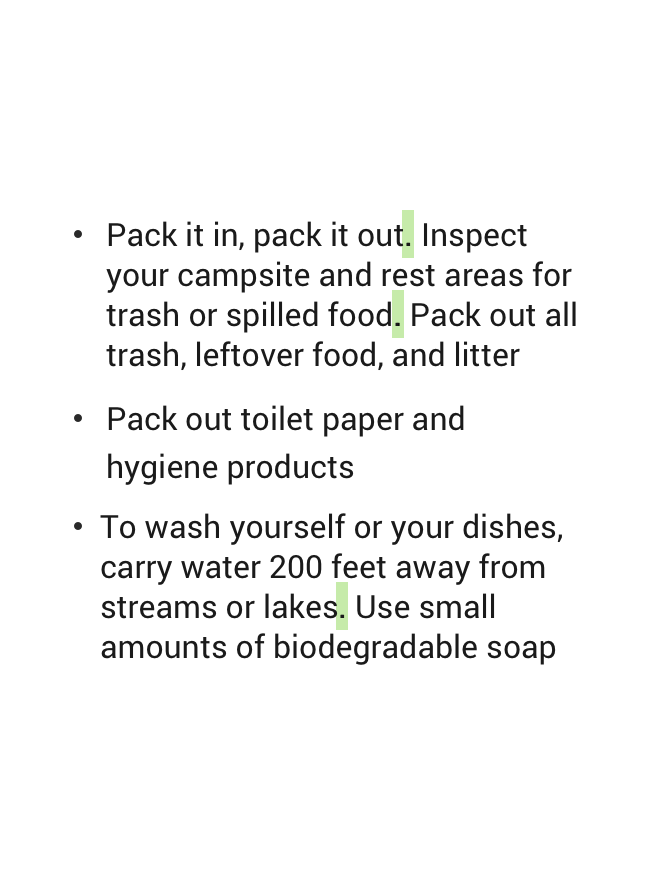 • Pack it in, pack it out. Inspect
your campsite and rest areas for
trash or spilled food. Pack out all
trash, leftover food, and litter
• Pack out toilet paper and
hygiene products
• To wash yourself or your dishes,
carry water 200 feet away from
streams or lakes. Use small
amounts of biodegradable soap